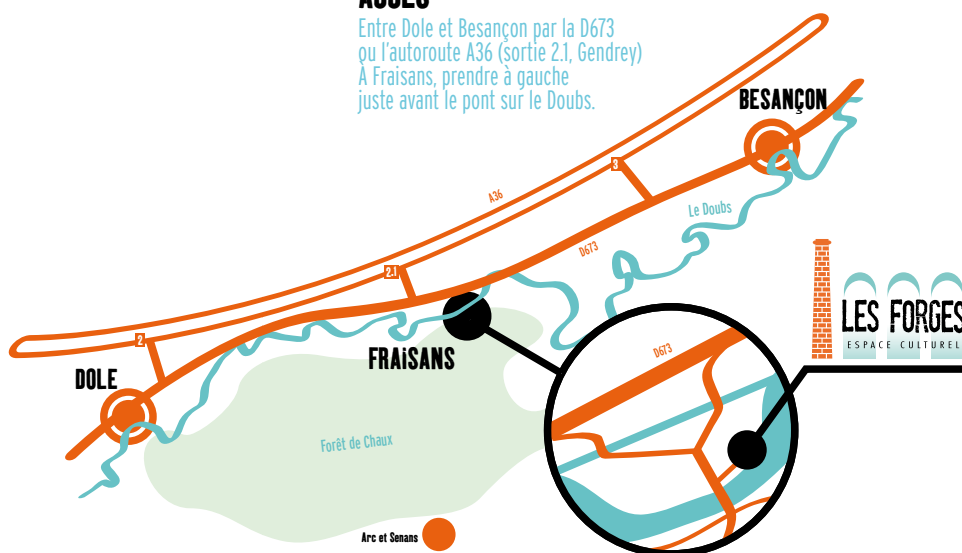 ACCÈS
Entre Dole et Besançon par la D673
ou l'autoroute A36 (sortie 2.1, Gendrey)
À Fraisans, prendre à gauche
juste avant le pont sur le Doubs.
BESANÇON
3
A36
Le Doubs
D673
2.1
LES FORGES
ESPACE CULTUREL
2
FRAiSANS
D673
DOLE
Forêt de Chaux
Arc et Senans